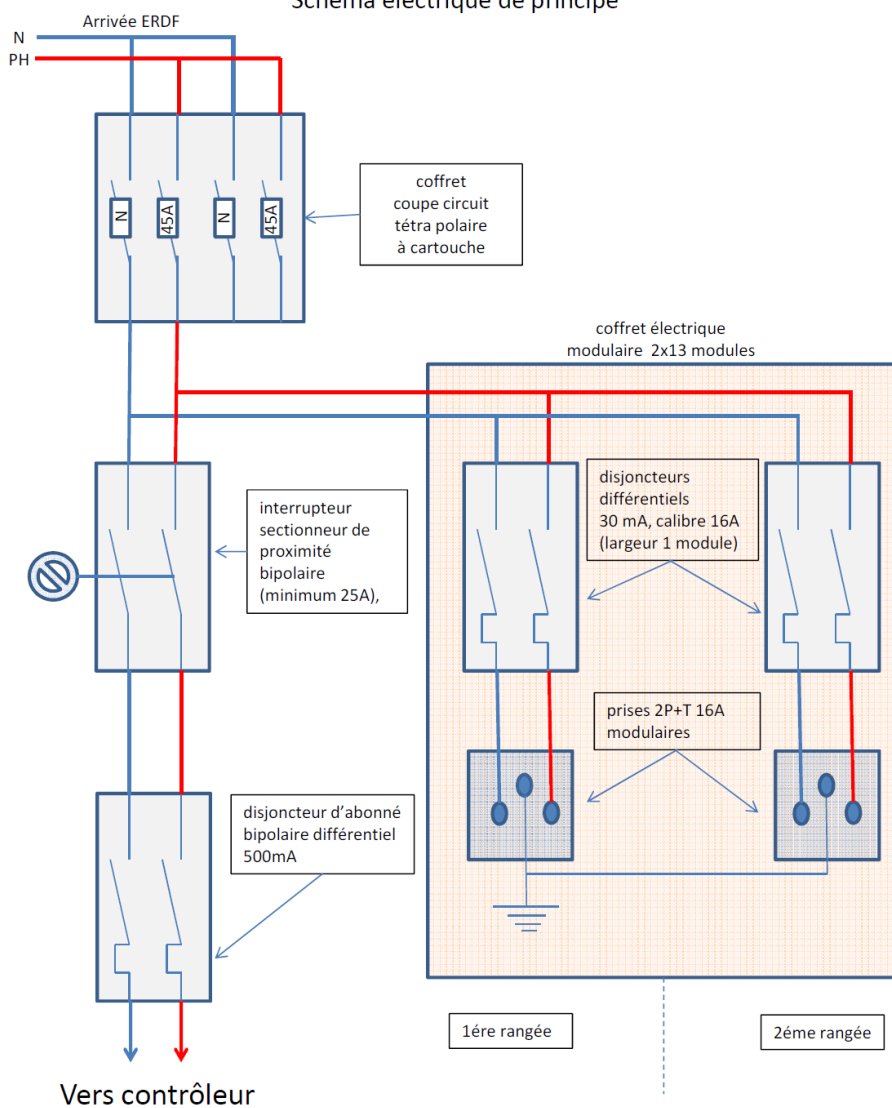 Schéma électrique de principe
Arrivée ERDF
N
PH
N
45A
N
45A
coffret
coupe circuit
tétra polaire
à cartouche
coffret électrique
modulaire 2x13 modules
interrupteur
sectionneur de
proximité
bipolaire
(minimum 25A),
disjoncteurs
différentiels
30 mA, calibre 16A
(largeur 1 module)
prises 2P+T 16A
modulaires
disjoncteur d'abonné
bipolaire différentiel
500mA
1ére rangée
2éme rangée
Vers contrôleur